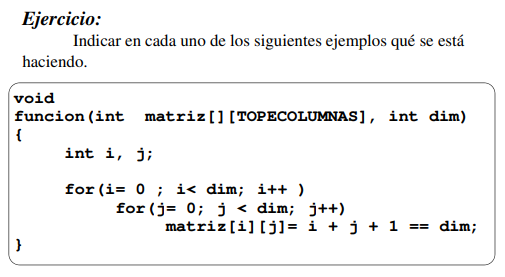 Ejercicio:
Indicar en cada uno de los siguientes ejemplos qué se está
haciendo.
void
funcion(int matriz[][TOPECOLUMNAS], int dim)
{
int i, j;
for(i= 0 ; i< dim; i++ )
for(j= 0; j < dim; j++)
matriz[i][j]= i + j + 1 == dim;
}